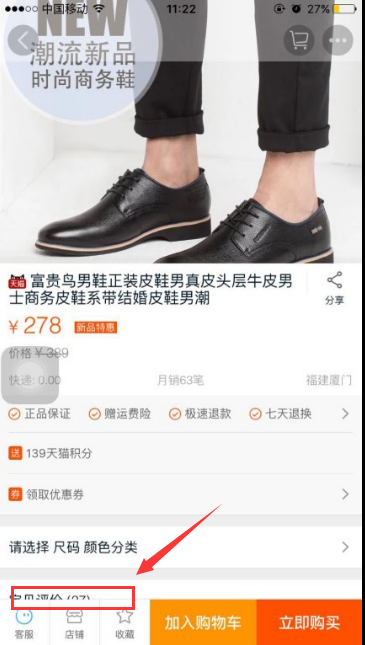 中国移动 11:22 27%
NEW
潮流新品
时尚商务鞋
天猫 富贵鸟男鞋正装皮鞋男真皮头层牛皮男
士商务皮鞋系带结婚皮鞋男潮
分享
¥278 新品特惠
价格¥389
快递: 0.00 月销63笔 福建厦门
正品保证 赠运费险 极速退款 七天退换
送 139天猫积分
券 领取优惠券
请选择 尺码 颜色分类
宝贝评价 (27)
客服 店铺 收藏 加入购物车 立即购买